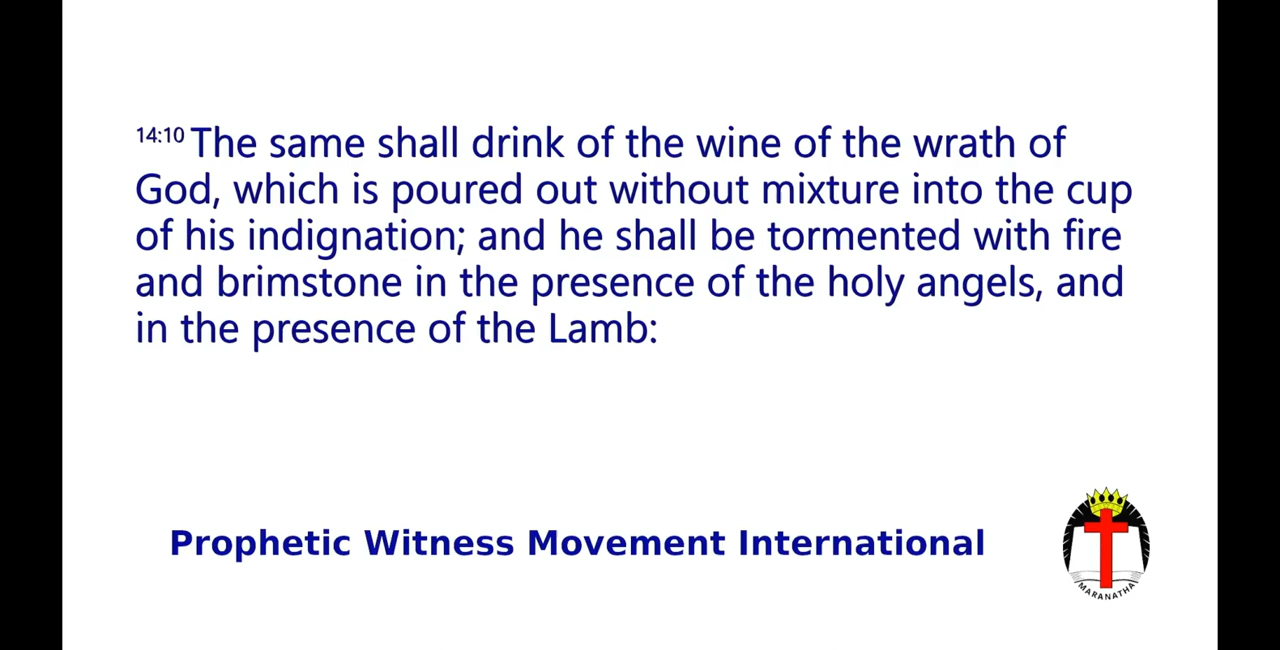 14:10 The same shall drink of the wine of the wrath of
God, which is poured out without mixture into the cup
of his indignation; and he shall be tormented with fire
and brimstone in the presence of the holy angels, and
in the presence of the Lamb:
Prophetic Witness Movement International
MARANATHA